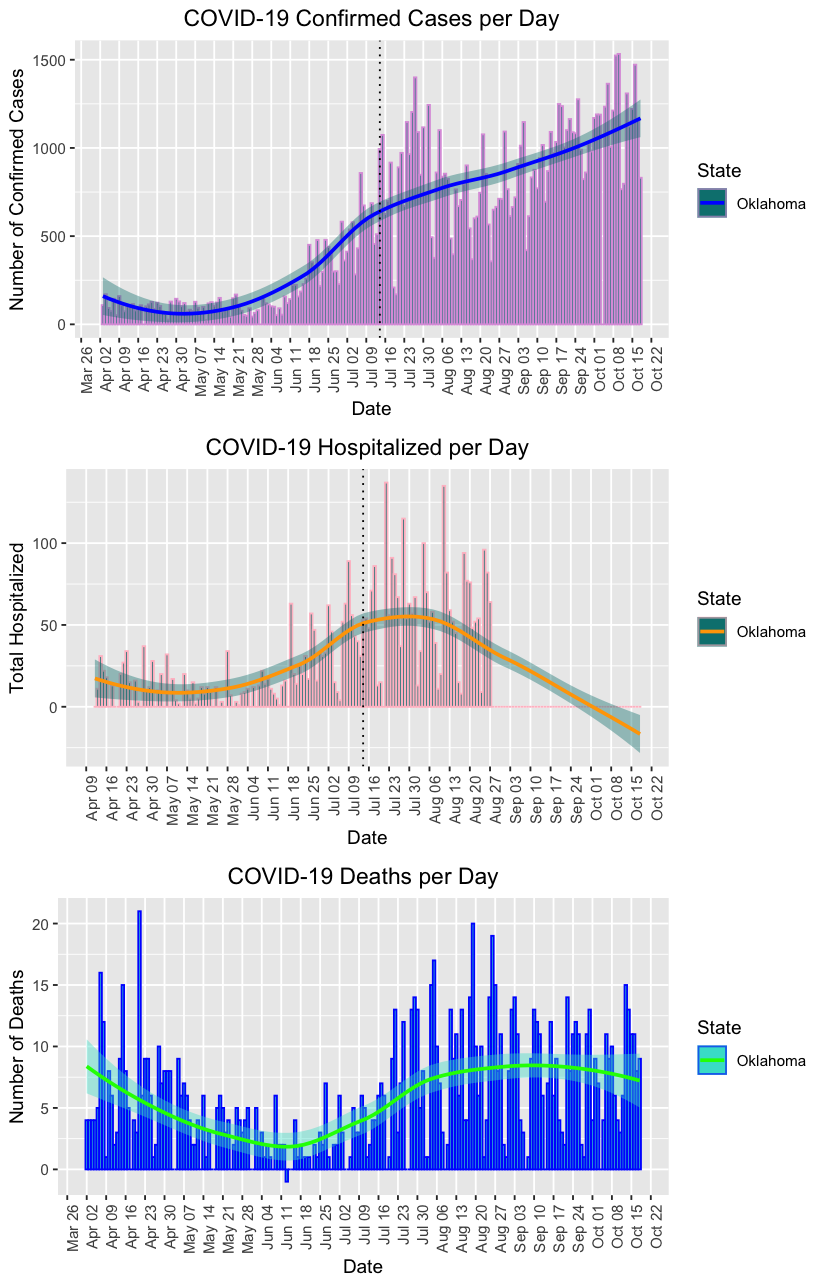 COVID-19 Confirmed Cases per Day
Number of Confirmed Cases
1500
1000
500
0
Mar 26
Apr 02
Apr 09
Apr 16
Apr 23
Apr 30
May 07
May 14
May 21
May 28
Jun 04
Jun 11
Jun 18
Jun 25
Jul 02
Jul 09
Jul 16
Jul 23
Jul 30
Aug 06
Aug 13
Aug 20
Aug 27
Sep 03
Sep 10
Sep 17
Sep 24
Oct 01
Oct 08
Oct 15
Oct 22
Date
State
Oklahoma
COVID-19 Hospitalized per Day
Total Hospitalized
100
50
0
Apr 09
Apr 16
Apr 23
Apr 30
May 07
May 14
May 21
May 28
Jun 04
Jun 11
Jun 18
Jun 25
Jul 02
Jul 09
Jul 16
Jul 23
Jul 30
Aug 06
Aug 13
Aug 20
Aug 27
Sep 03
Sep 10
Sep 17
Sep 24
Oct 01
Oct 08
Oct 15
Oct 22
Date
State
Oklahoma
COVID-19 Deaths per Day
Number of Deaths
20
15
10
5
0
Mar 26
Apr 02
Apr 09
Apr 16
Apr 23
Apr 30
May 07
May 14
May 21
May 28
Jun 04
Jun 11
Jun 18
Jun 25
Jul 02
Jul 09
Jul 16
Jul 23
Jul 30
Aug 06
Aug 13
Aug 20
Aug 27
Sep 03
Sep 10
Sep 17
Sep 24
Oct 01
Oct 08
Oct 15
Oct 22
Date
State
Oklahoma